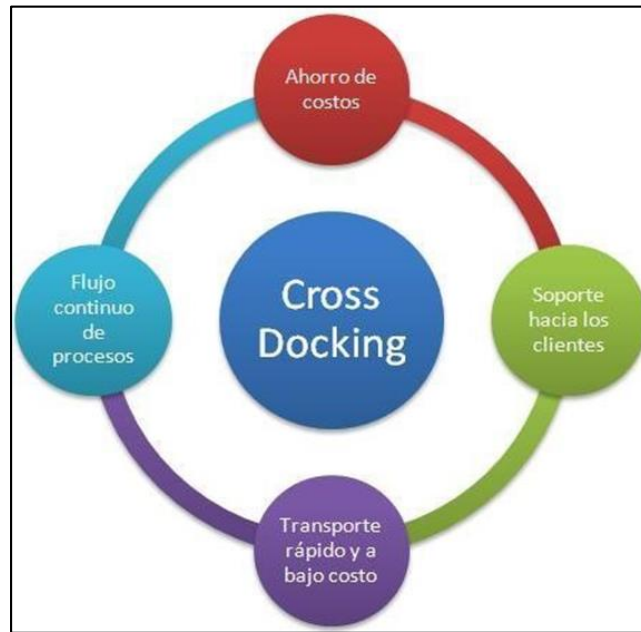 Ahorro de
costos
Flujo
continuo
de
procesos
Cross
Docking
Soporte
hacia los
clientes
Transporte
rápido y a
bajo costo